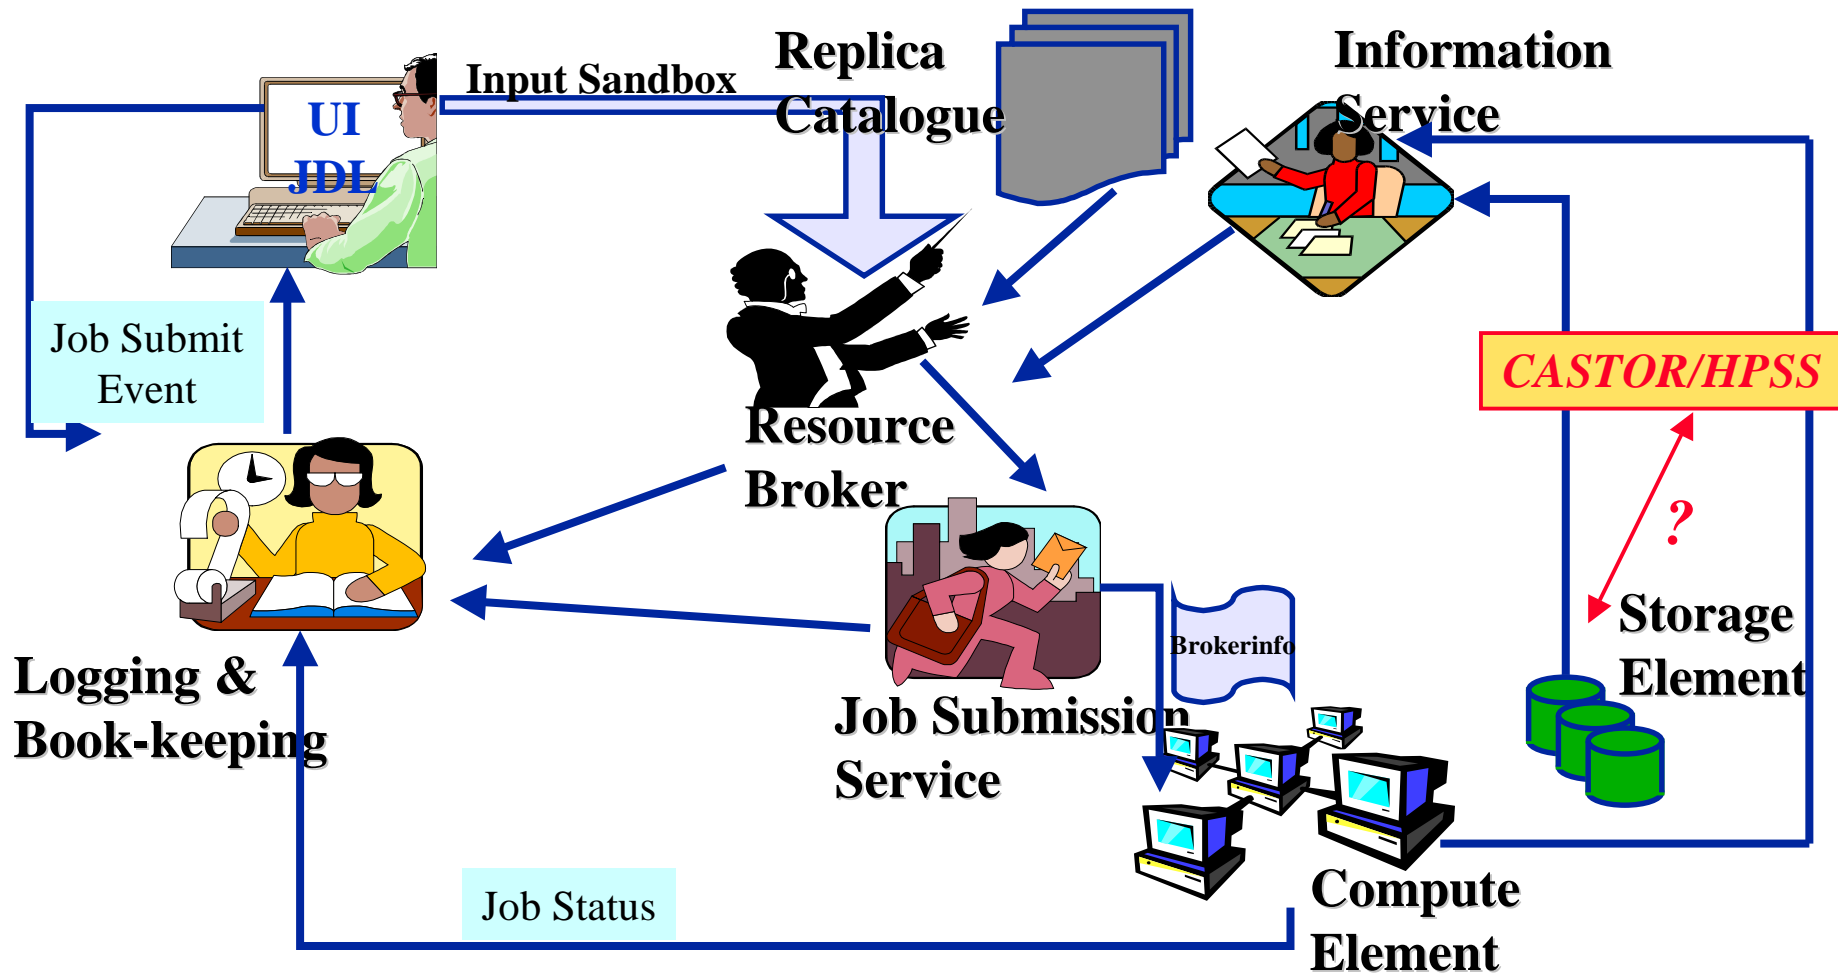 Input Sandbox
Replica
Catalogue
Information
Service
UI
JDL
Job Submit
Event
CASTOR/HPSS
Resource
Broker
?
Brokerinfo
Storage
Element
Logging &
Book-keeping
Job Submission
Service
Job Status
Compute
Element